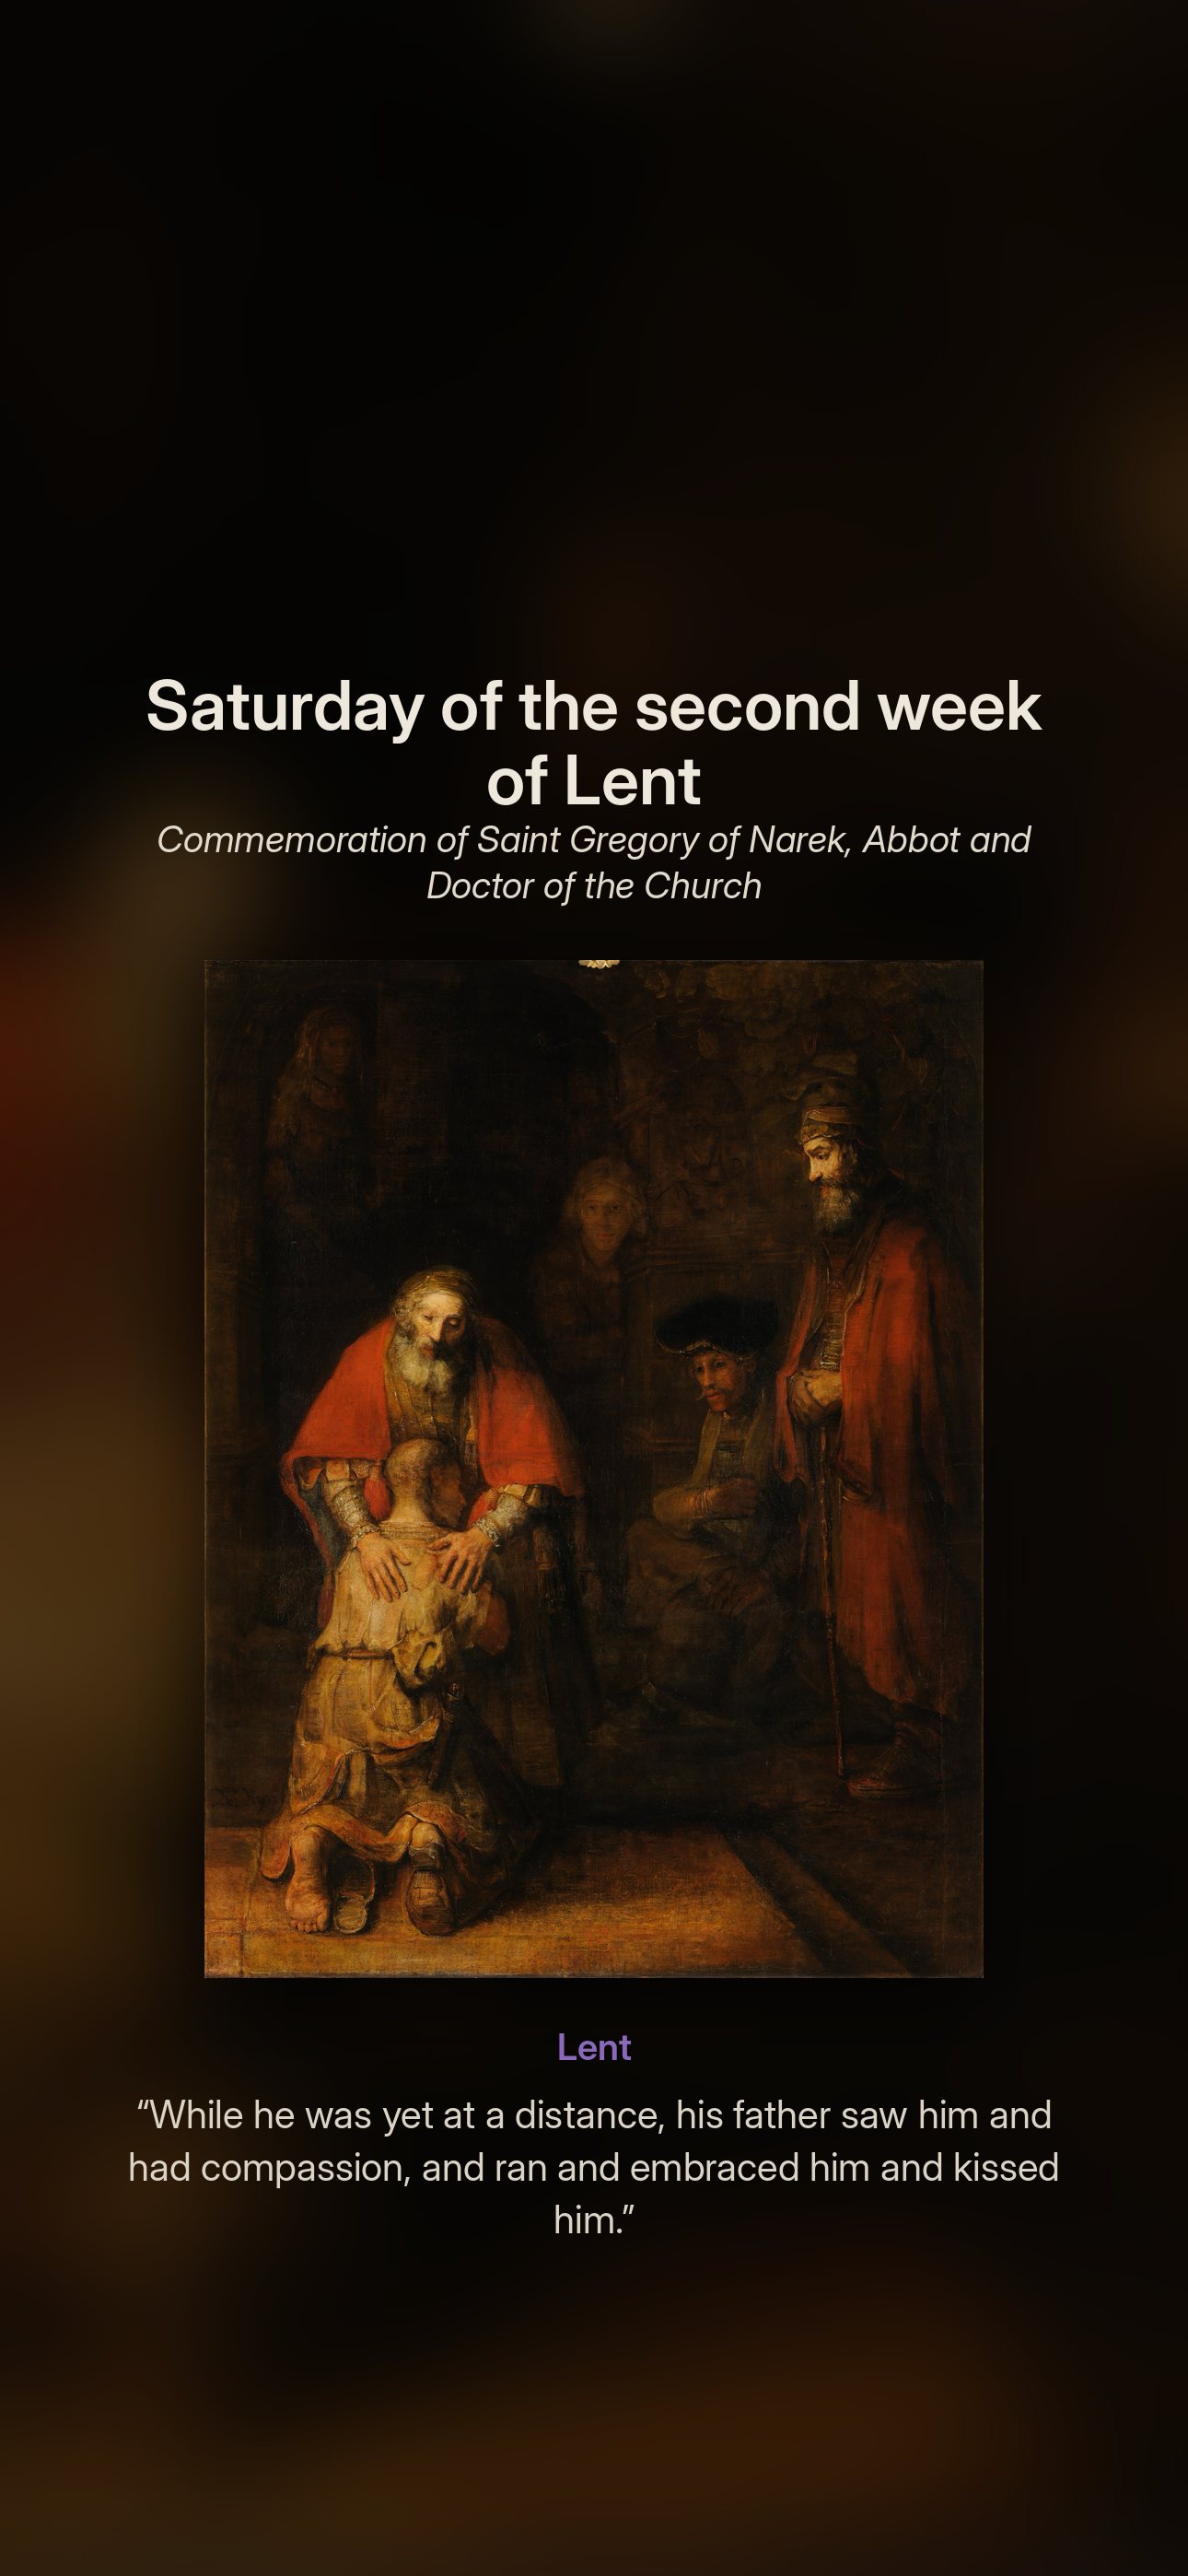 Saturday of the second week
of Lent
Commemoration of Saint Gregory of Narek, Abbot and
Doctor of the Church
Lent
“While he was yet at a distance, his father saw him and
had compassion, and ran and embraced him and kissed
him.”